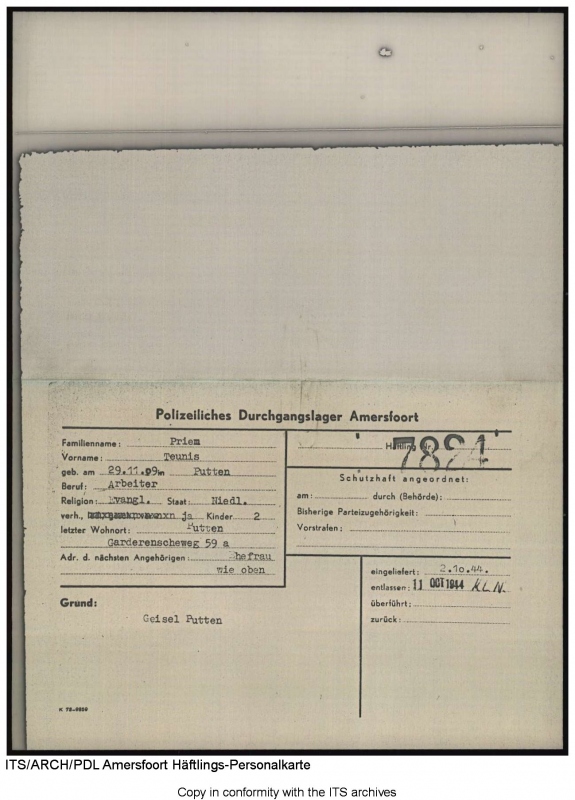 Polizeiliches Durchgangslager Amersfoort
Familienname: Priem
Vorname: Teunis
geb. am 29.11.09 in Putten
Beruf: Arbeiter
Religion: Evangl. Staat: Niedl.
verh., ja Kinder 2
letzter Wohnort: Putten
Garderenscheweg 59 a
Adr. d. nächsten Angehörigen: Ehefrau
wie oben
Häftling Nr. 7824
Schutzhaft angeordnet:
am: durch (Behörde):
Bisherige Parteizugehörigkeit:
Vorstrafen:
Grund:
Geisel Putten
eingeliefert: 2.10.44.
entlassen: 11 OCT 1944 K.L.N.
überführt:
zurück:
ITS/ARCH/PDL Amersfoort Häftlings-Personalkarte
Copy in conformity with the ITS archives